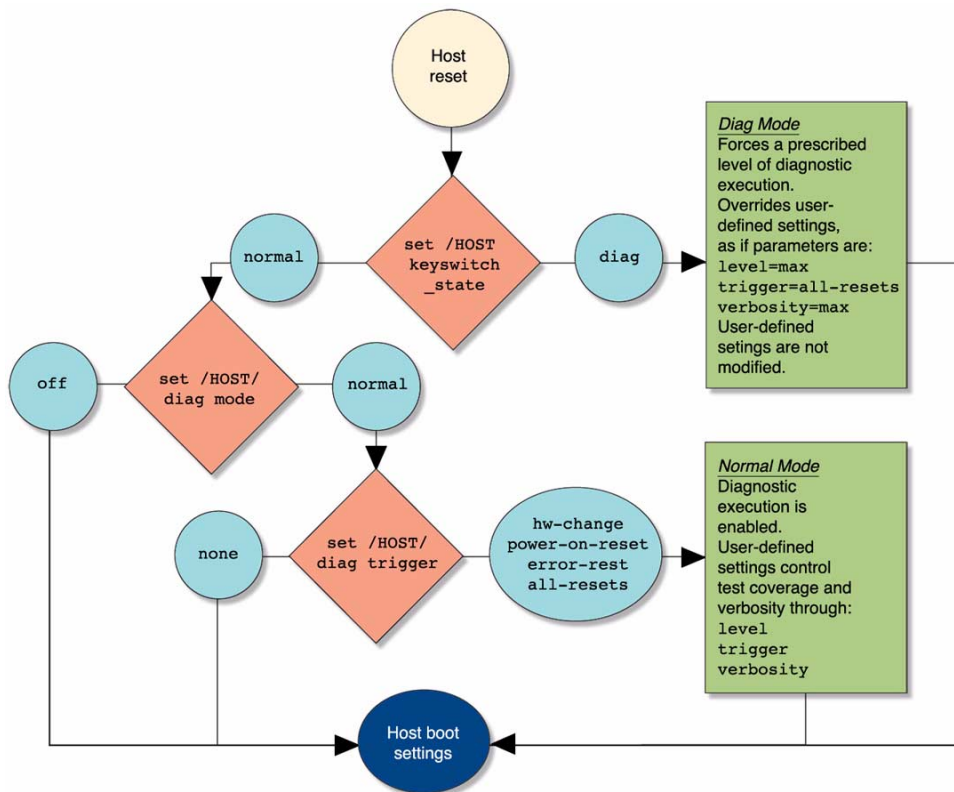 Host
reset
Diag Mode
Forces a prescribed
level of diagnostic
execution.
Overrides user-
defined settings,
as if parameters are:
level=max
trigger=all-resets
verbosity=max
User-defined
setings are not
modified.
normal
set /HOST
keyswitch
_state
diag
off
set /HOST/
diag mode
normal
Normal Mode
Diagnostic
execution is
enabled.
User-defined
settings control
test coverage and
verbosity through:
level
trigger
verbosity
none
set /HOST/
diag trigger
hw-change
power-on-reset
error-rest
all-resets
Host boot
settings